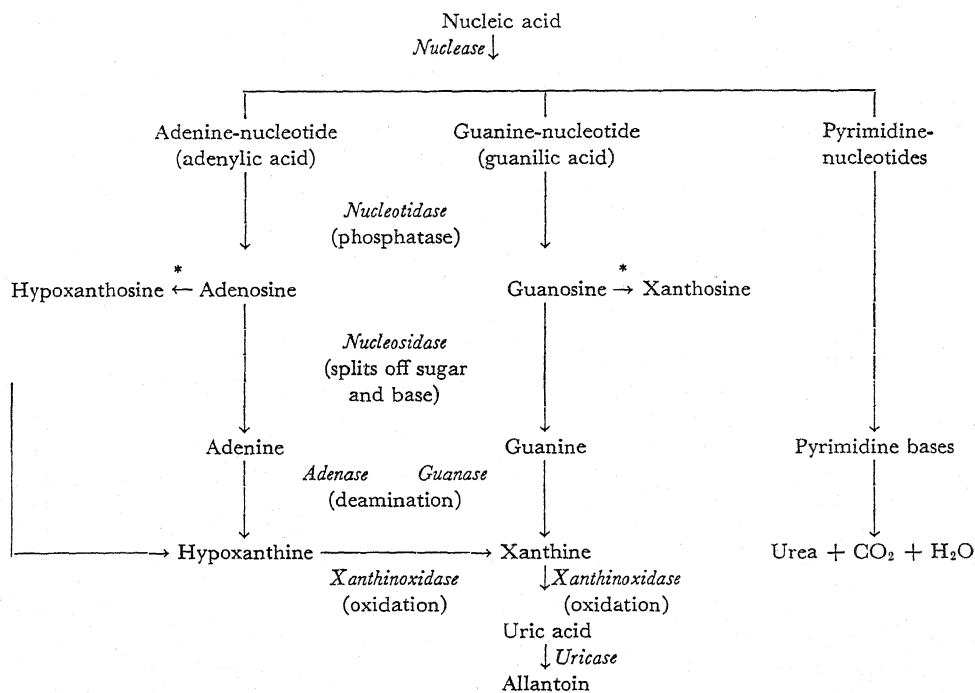 Nucleic acid
Nuclease↓
Adenine-nucleotide
(adenylic acid)
Guanine-nucleotide
(guanilic acid)
Pyrimidine-
nucleotides
Nucleotidase
(phosphatase)
Hypoxanthosine *← Adenosine
Guanosine *→ Xanthosine
Nucleosidase
(splits off sugar
and base)
Adenine
Guanine
Pyrimidine bases
Adenase Guanase
(deamination)
Hypoxanthine
Xanthine
Urea + CO₂ + H₂O
Xanthinoxidase
(oxidation)
↓Xanthinoxidase
(oxidation)
Uric acid
↓ Uricase
Allantoin